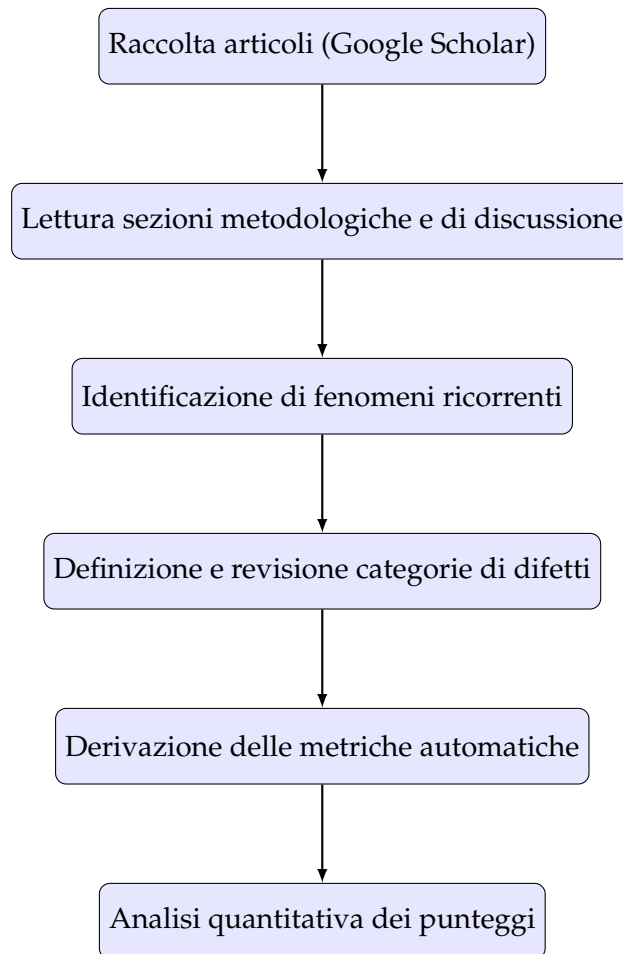 Raccolta articoli (Google Scholar)
Lettura sezioni metodologiche e di discussione
Identificazione di fenomeni ricorrenti
Definizione e revisione categorie di difetti
Derivazione delle metriche automatiche
Analisi quantitativa dei punteggi